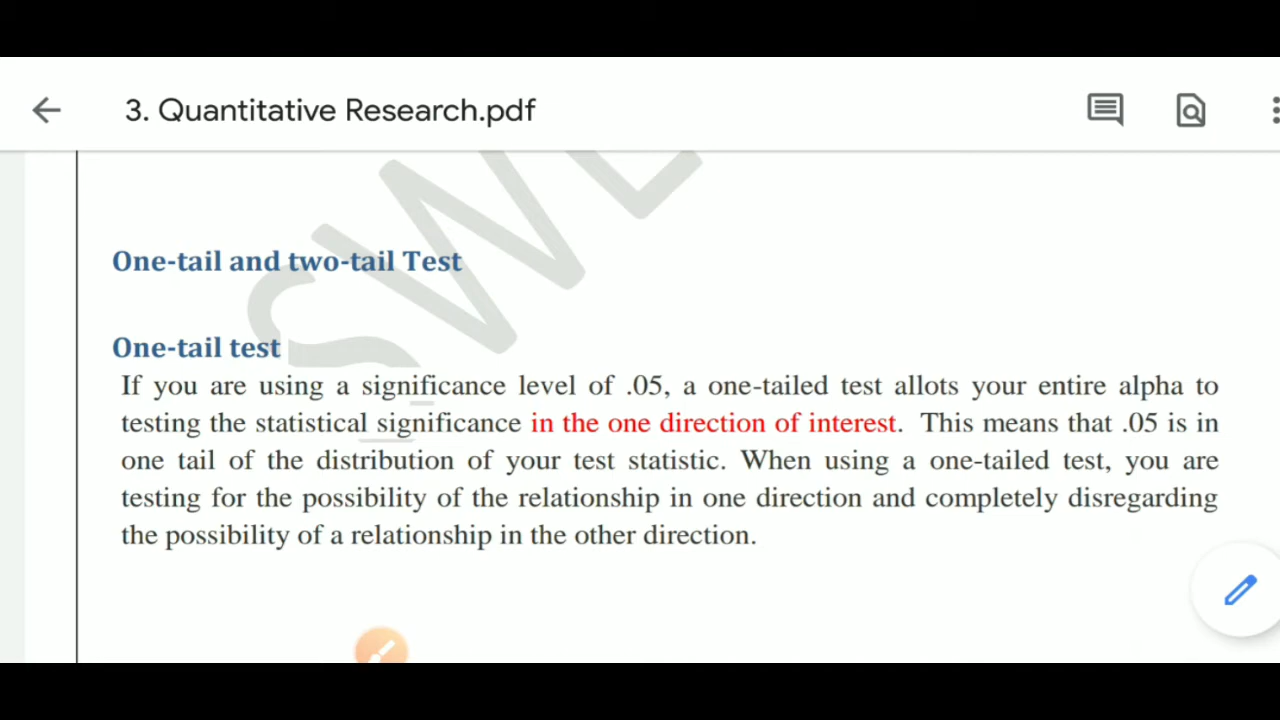 3. Quantitative Research.pdf
One-tail and two-tail Test
One-tail test
If you are using a significance level of .05, a one-tailed test allots your entire alpha to
testing the statistical significance in the one direction of interest. This means that .05 is in
one tail of the distribution of your test statistic. When using a one-tailed test, you are
testing for the possibility of the relationship in one direction and completely disregarding
the possibility of a relationship in the other direction.